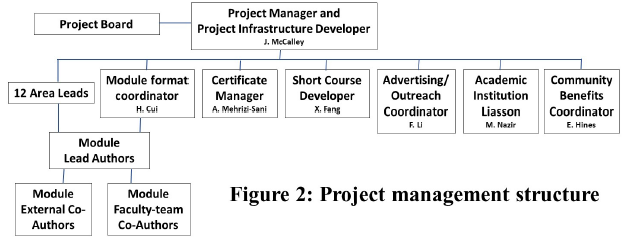 Project Manager and
Project Infrastructure Developer
J. McCalley
Project Board
12 Area Leads
Module format
coordinator
H. Cui
Certificate
Manager
A. Mehrizi-Sani
Short Course
Developer
X. Fang
Advertising/
Outreach
Coordinator
F. Li
Academic
Institution
Liasson
M. Nazir
Community
Benefits
Coordinator
E. Hines
Module
Lead Authors
Module
External Co-
Authors
Module
Faculty-team
Co-Authors
Figure 2: Project management structure